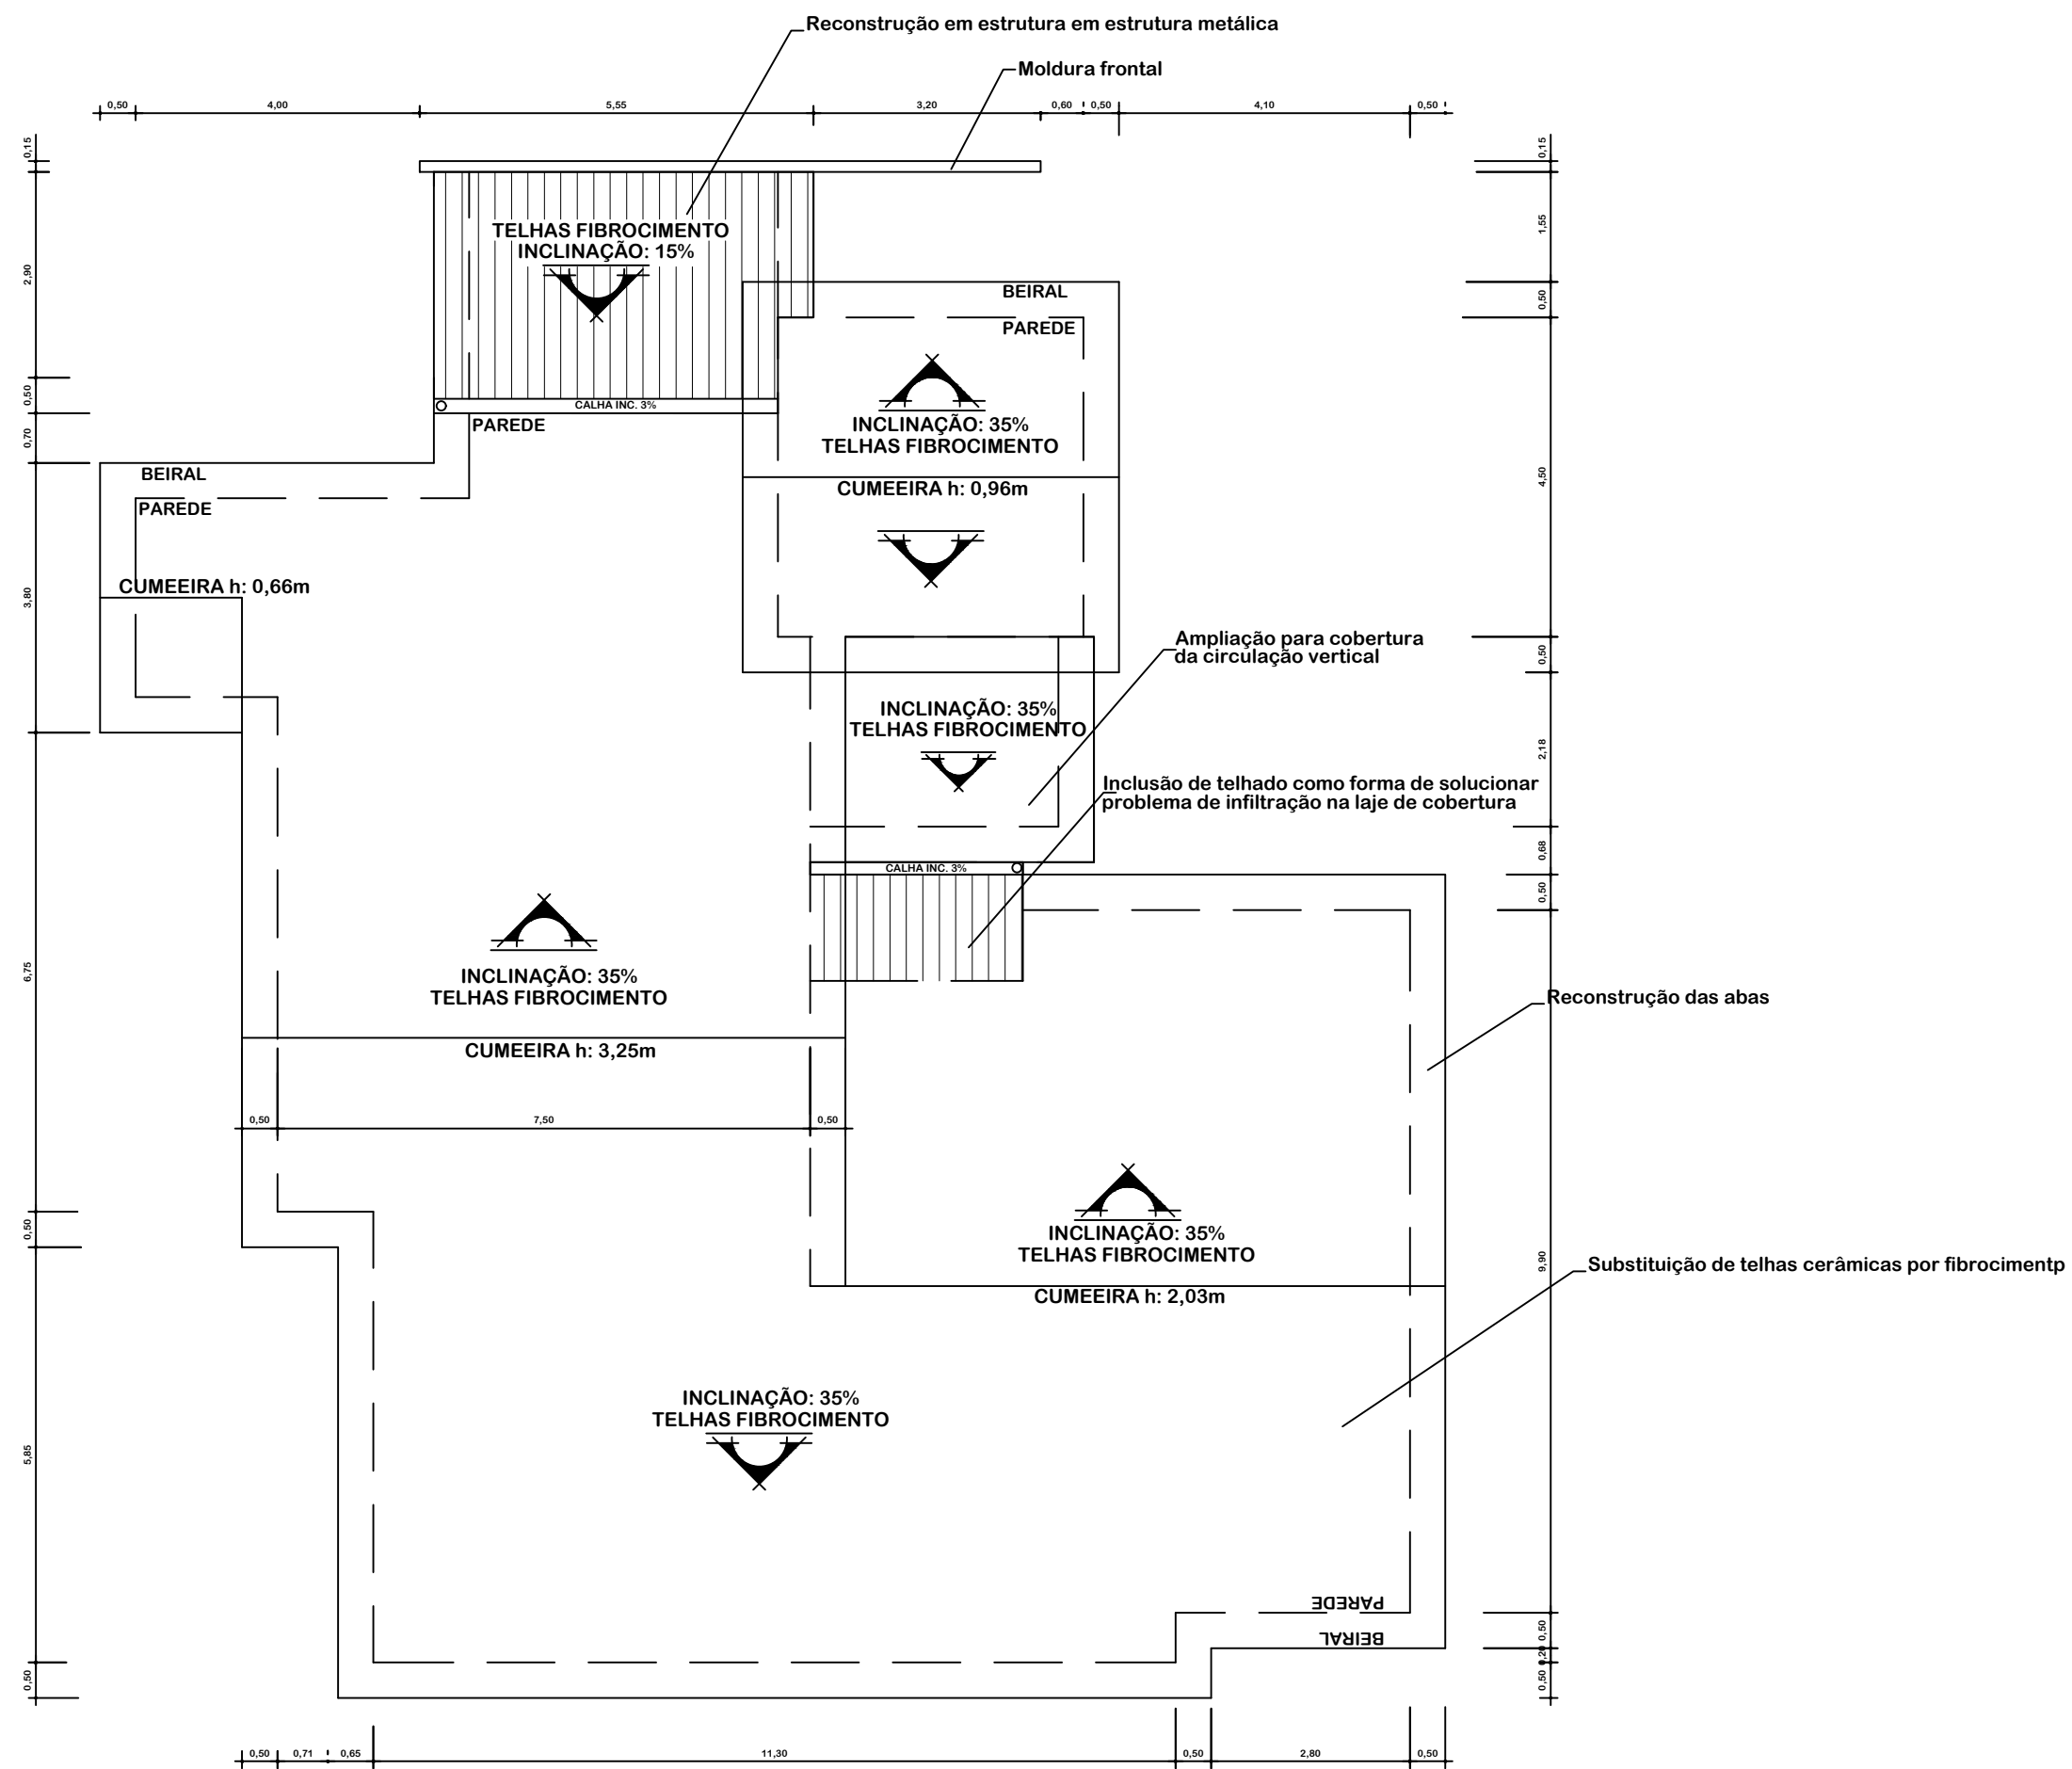 Reconstrução em estrutura em estrutura metálica
Moldura frontal
0,50
4,00
5,55
3,20
0,60
0,50
4,10
0,50
0,15
0,15
TELHAS FIBROCIMENTO
INCLINAÇÃO: 15%
1,55
2,90
BEIRAL
0,50
PAREDE
0,50
CALHA INC. 3%
PAREDE
INCLINAÇÃO: 35%
TELHAS FIBROCIMENTO
0,70
BEIRAL
4,50
CUMEEIRA h: 0,96m
PAREDE
CUMEEIRA h: 0,66m
3,80
Ampliação para cobertura
da circulação vertical
0,50
INCLINAÇÃO: 35%
TELHAS FIBROCIMENTO
2,18
Inclusão de telhado como forma de solucionar
problema de infiltração na laje de cobertura
0,68
CALHA INC. 3%
0,50
6,75
INCLINAÇÃO: 35%
TELHAS FIBROCIMENTO
Reconstrução das abas
CUMEEIRA h: 3,25m
0,50
7,50
0,50
0,50
INCLINAÇÃO: 35%
TELHAS FIBROCIMENTO
9,90
Substituição de telhas cerâmicas por fibrocimentp
CUMEEIRA h: 2,03m
INCLINAÇÃO: 35%
TELHAS FIBROCIMENTO
5,85
PAREDE
0,50
BEIRAL
0,20
0,50
0,50
0,50
0,71
0,65
11,30
0,50
2,80
0,50